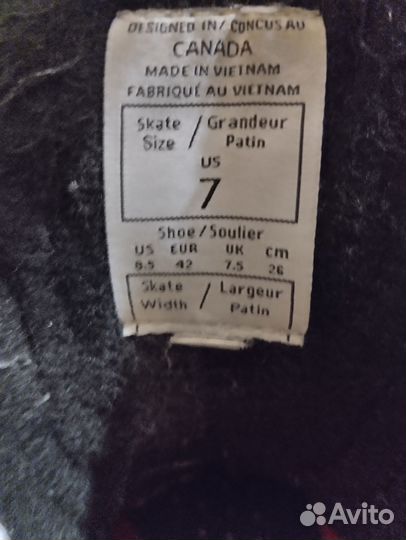 DESIGNED IN/ CONCUS AU
CANADA
MADE IN VIETNAM
FABRIQUÉ AU VIETNAM
Skate / Grandeur
Size / Patin
US
7
Shoe/Soulier
US EUR UK cm
8.5 42 7.5 26
Skate / Largeur
Width / Patin
Avito